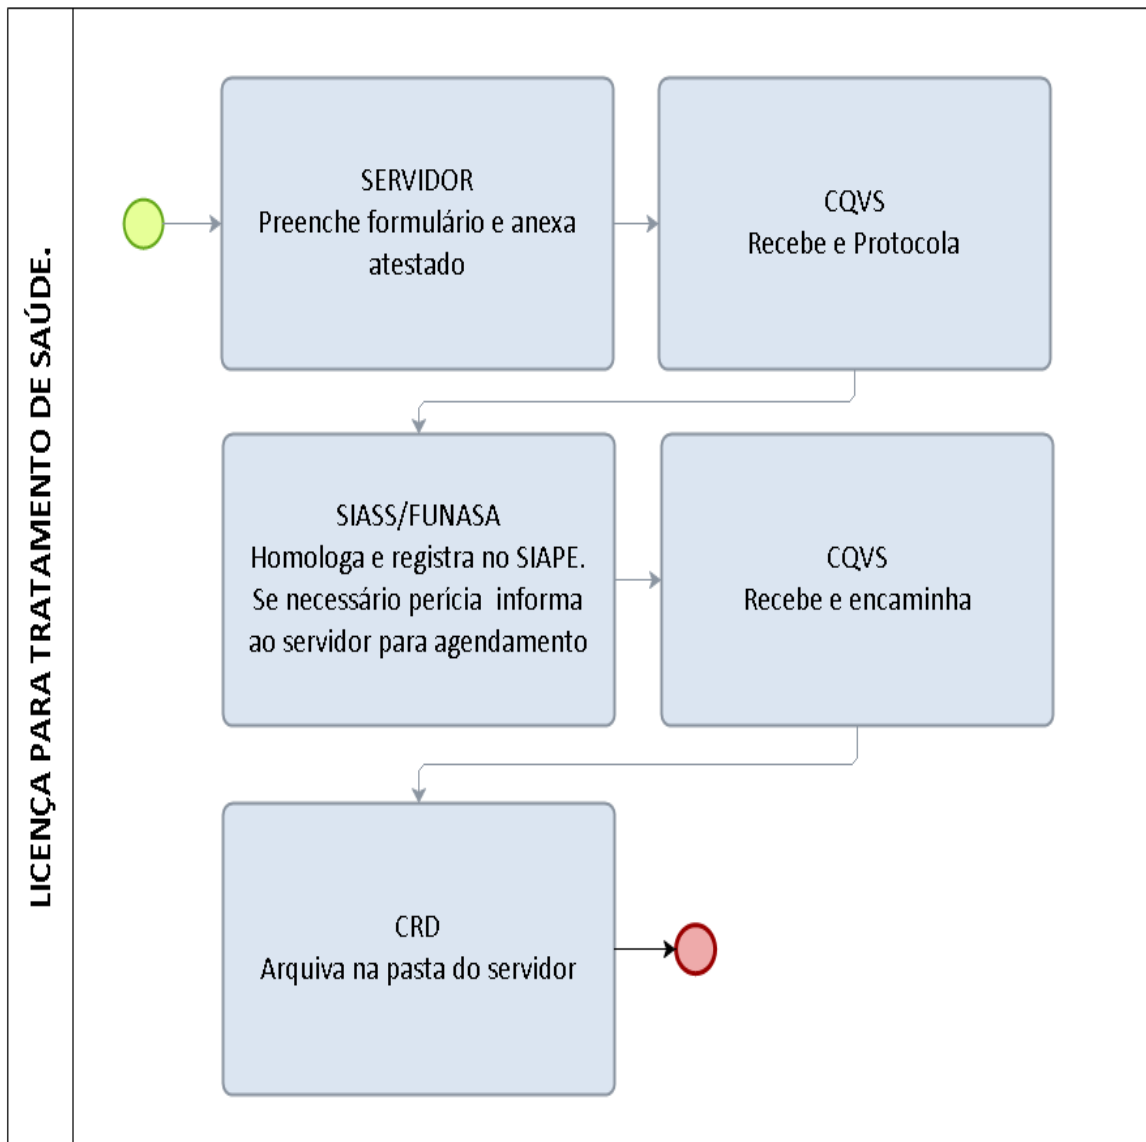 LICENÇA PARA TRATAMENTO DE SAÚDE.
SERVIDOR
Preenche formulário e anexa
atestado
CQVS
Recebe e Protocola
SIASS/FUNASA
Homologa e registra no SIAPE.
Se necessário perícia  informa
ao servidor para agendamento
CQVS
Recebe e encaminha
CRD
Arquiva na pasta do servidor